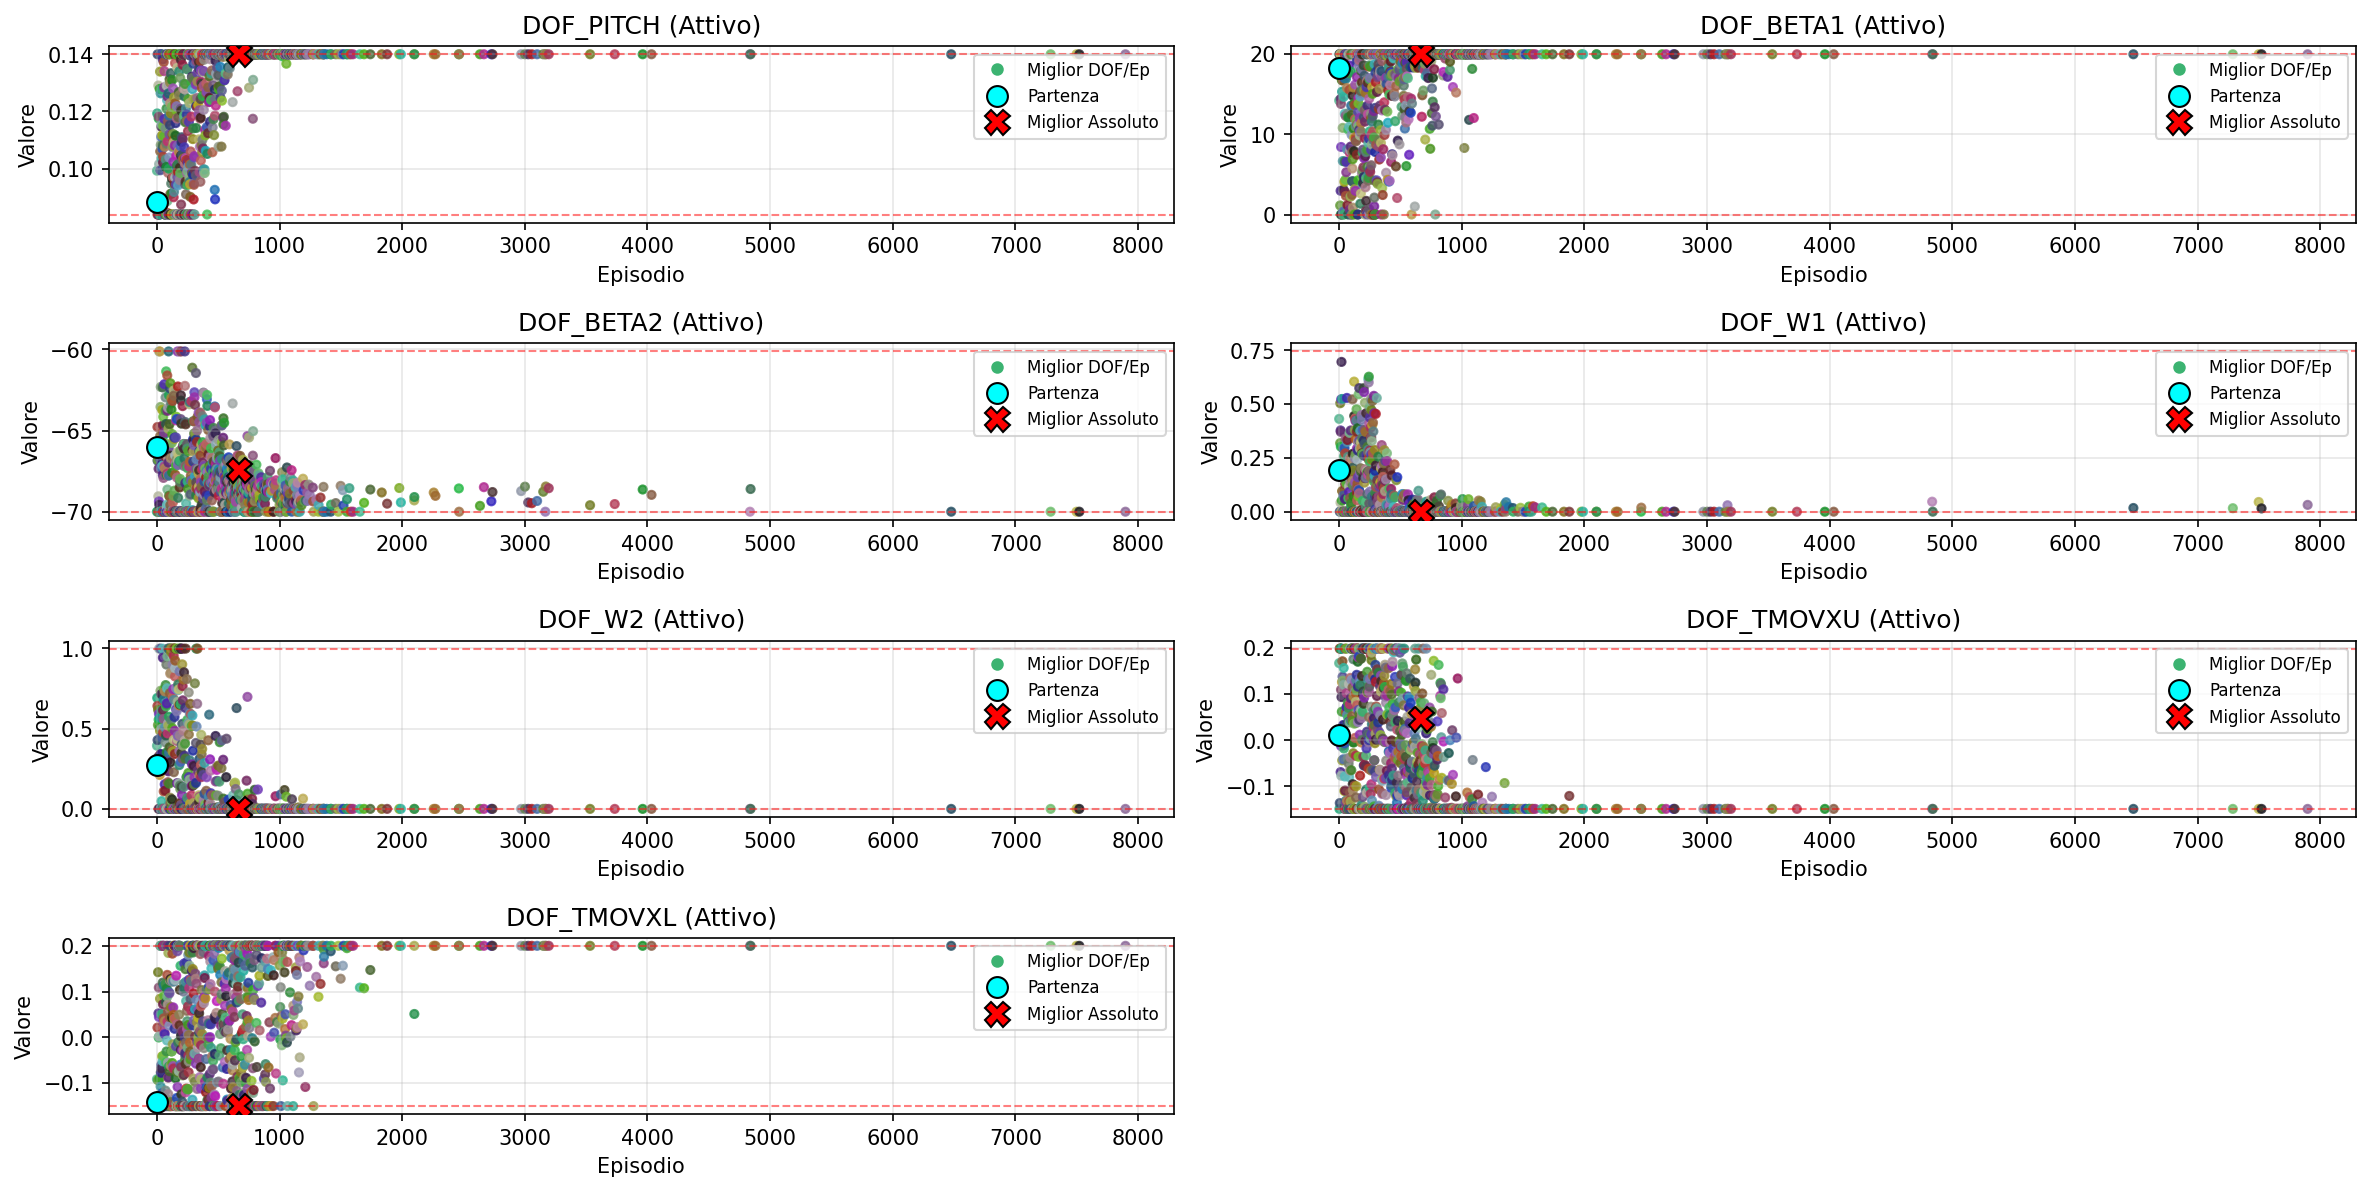 DOF_PITCH (Attivo)
0.14
0.12
0.10
Valore
Miglior DOF/Ep
Partenza
Miglior Assoluto
0 1000 2000 3000 4000 5000 6000 7000 8000
Episodio
DOF_BETA1 (Attivo)
20
10
0
Valore
Miglior DOF/Ep
Partenza
Miglior Assoluto
0 1000 2000 3000 4000 5000 6000 7000 8000
Episodio
DOF_BETA2 (Attivo)
−60
−65
−70
Valore
Miglior DOF/Ep
Partenza
Miglior Assoluto
0 1000 2000 3000 4000 5000 6000 7000 8000
Episodio
DOF_W1 (Attivo)
0.75
0.50
0.25
0.00
Valore
Miglior DOF/Ep
Partenza
Miglior Assoluto
0 1000 2000 3000 4000 5000 6000 7000 8000
Episodio
DOF_W2 (Attivo)
1.0
0.5
0.0
Valore
Miglior DOF/Ep
Partenza
Miglior Assoluto
0 1000 2000 3000 4000 5000 6000 7000 8000
Episodio
DOF_TMOVXU (Attivo)
0.2
0.1
0.0
−0.1
Valore
Miglior DOF/Ep
Partenza
Miglior Assoluto
0 1000 2000 3000 4000 5000 6000 7000 8000
Episodio
DOF_TMOVXL (Attivo)
0.2
0.1
0.0
−0.1
Valore
Miglior DOF/Ep
Partenza
Miglior Assoluto
0 1000 2000 3000 4000 5000 6000 7000 8000
Episodio